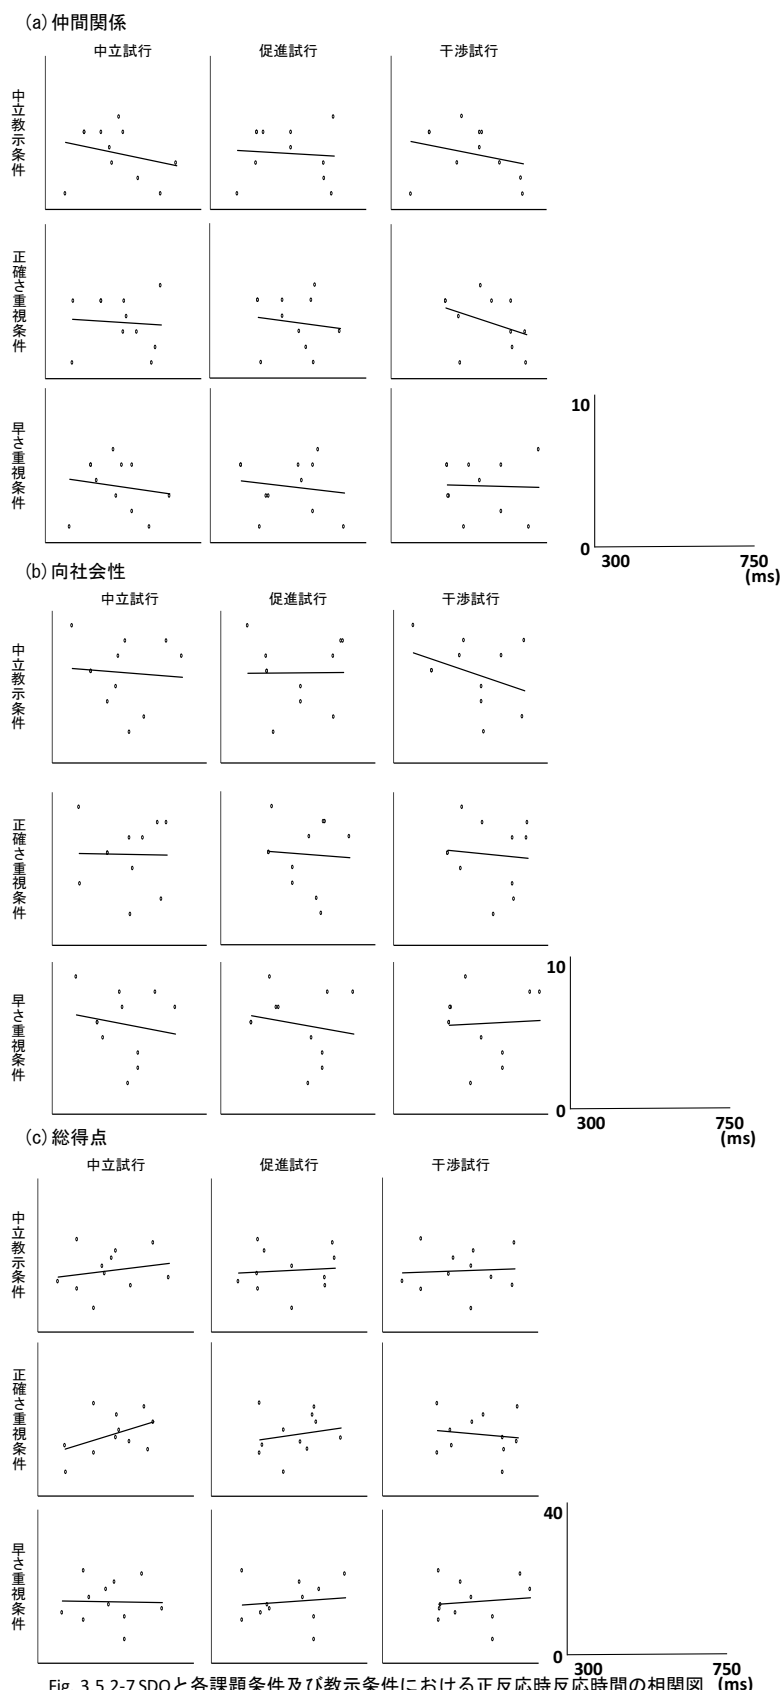 (a) 仲間関係
中立試行 促進試行 干渉試行
中立教示条件
正確さ重視条件
早さ重視条件
10
0
300 750
(ms)
(b) 向社会性
中立試行 促進試行 干渉試行
中立教示条件
正確さ重視条件
早さ重視条件
10
0
300 750
(ms)
(c) 総得点
中立試行 促進試行 干渉試行
中立教示条件
正確さ重視条件
早さ重視条件
40
0
300 750
(ms)
Fig. 3.5.2-7 SDQと各課題条件及び教示条件における正反応時反応時間の相関図